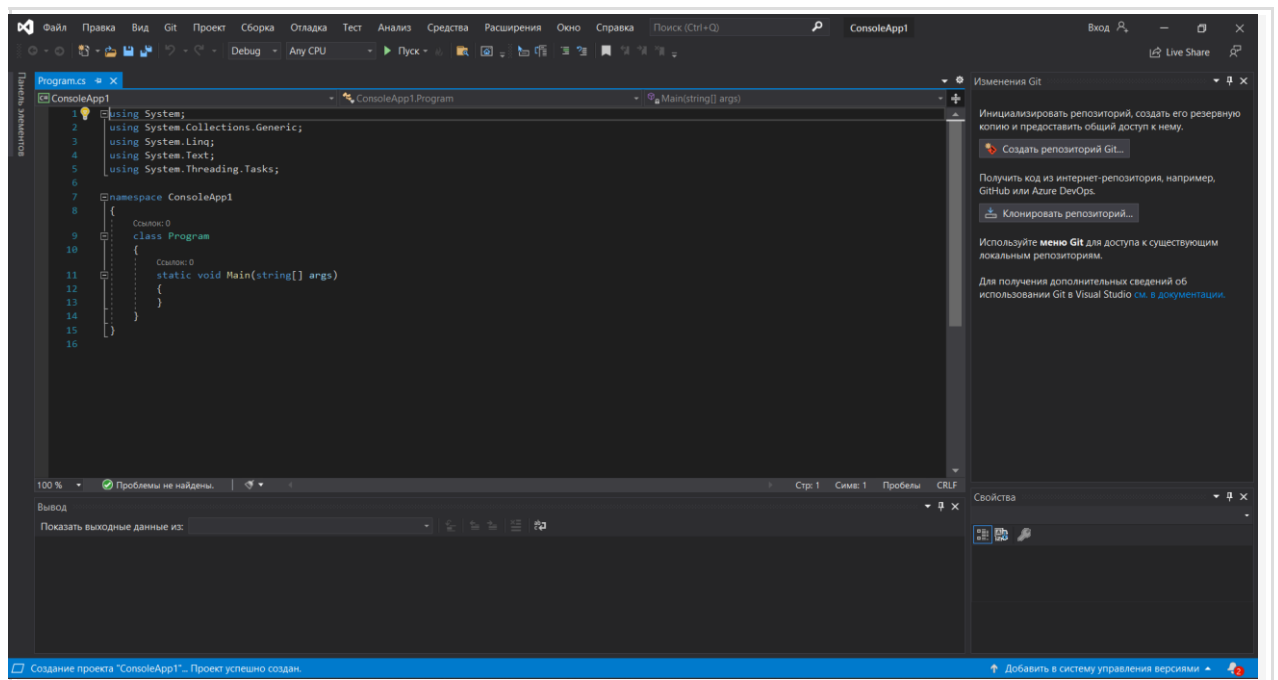 Файл Правка Вид Git Проект Сборка Отладка Тест Анализ Средства Расширения Окно Справка Поиск (Ctrl+Q) ConsoleApp1 Вход
Debug Any CPU Пуск Live Share
Панель элементов
Program.cs
ConsoleApp1 ConsoleApp1.Program Main(string[] args)
1 using System;
2 using System.Collections.Generic;
3 using System.Linq;
4 using System.Text;
5 using System.Threading.Tasks;
6
7 namespace ConsoleApp1
8 {
Ссылок: 0
9 class Program
10 {
Ссылок: 0
11 static void Main(string[] args)
12 {
13 }
14 }
15 }
16
100 % Проблемы не найдены. Стр: 1 Симв: 1 Пробелы CRLF
Вывод
Показать выходные данные из:
Изменения Git
Инициализировать репозиторий, создать его резервную
копию и предоставить общий доступ к нему.
Создать репозиторий Git...
Получить код из интернет-репозитория, например,
GitHub или Azure DevOps.
Клонировать репозиторий...
Используйте меню Git для доступа к существующим
локальным репозиториям.
Для получения дополнительных сведений об
использовании Git в Visual Studio см. в документации.
Свойства
Создание проекта "ConsoleApp1"... Проект успешно создан. Добавить в систему управления версиями 2